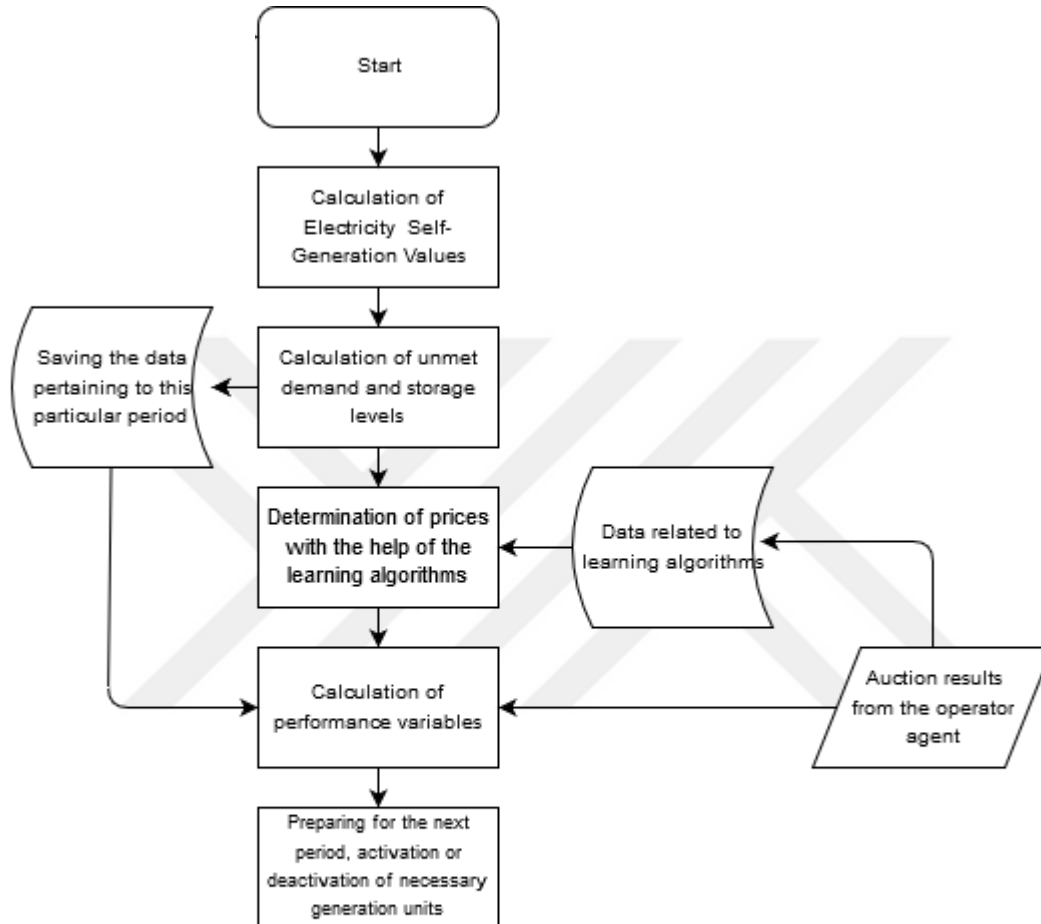 Start
Calculation of
Electricity Self-
Generation Values
Saving the data
pertaining to this
particular period
Calculation of unmet
demand and storage
levels
Determination of prices
with the help of the
learning algorithms
Data related to
learning algorithms
Calculation of
performance variables
Auction results
from the operator
agent
Preparing for the next
period, activation or
deactivation of necessary
generation units